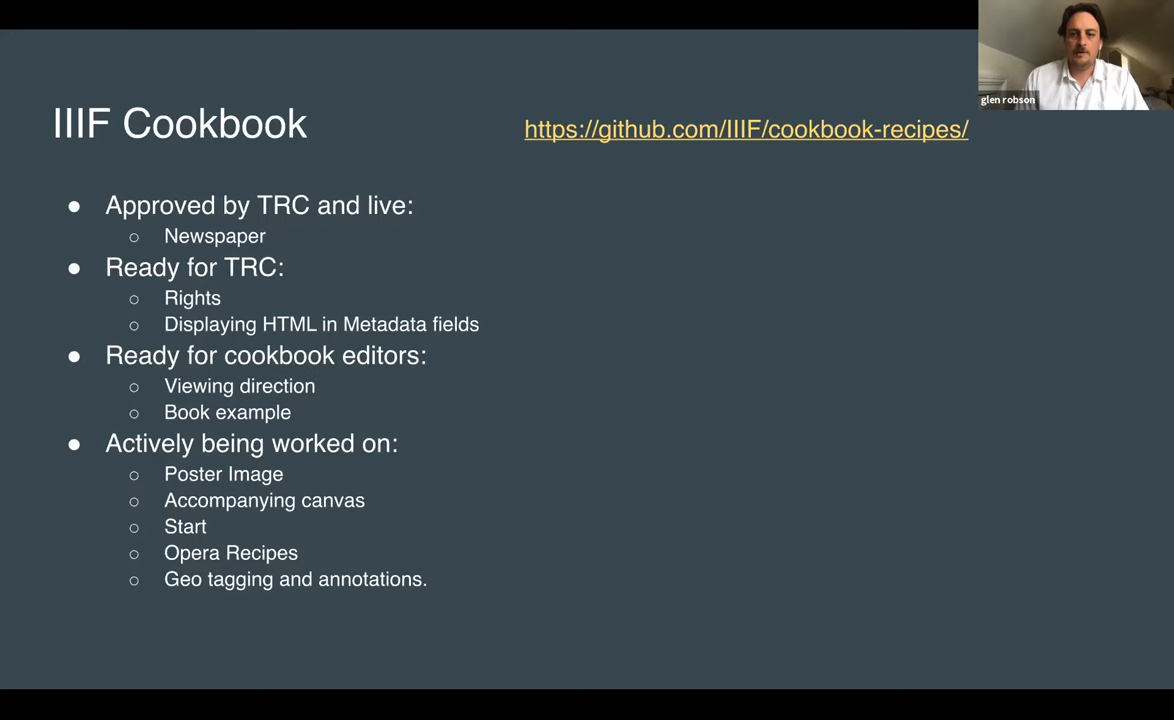 IIIF Cookbook
https://github.com/IIIF/cookbook-recipes/
glen robson
● Approved by TRC and live:
○ Newspaper
● Ready for TRC:
○ Rights
○ Displaying HTML in Metadata fields
● Ready for cookbook editors:
○ Viewing direction
○ Book example
● Actively being worked on:
○ Poster Image
○ Accompanying canvas
○ Start
○ Opera Recipes
○ Geo tagging and annotations.